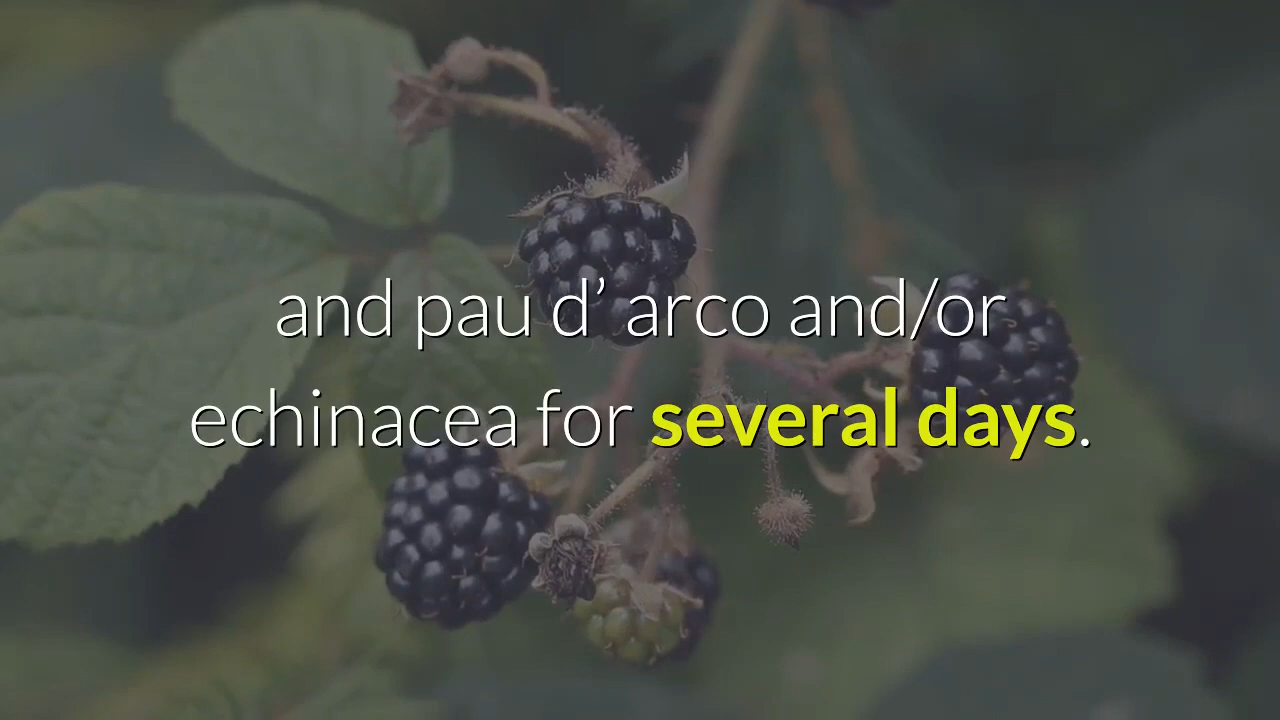 and pau d’ arco and/or
echinacea for several days.